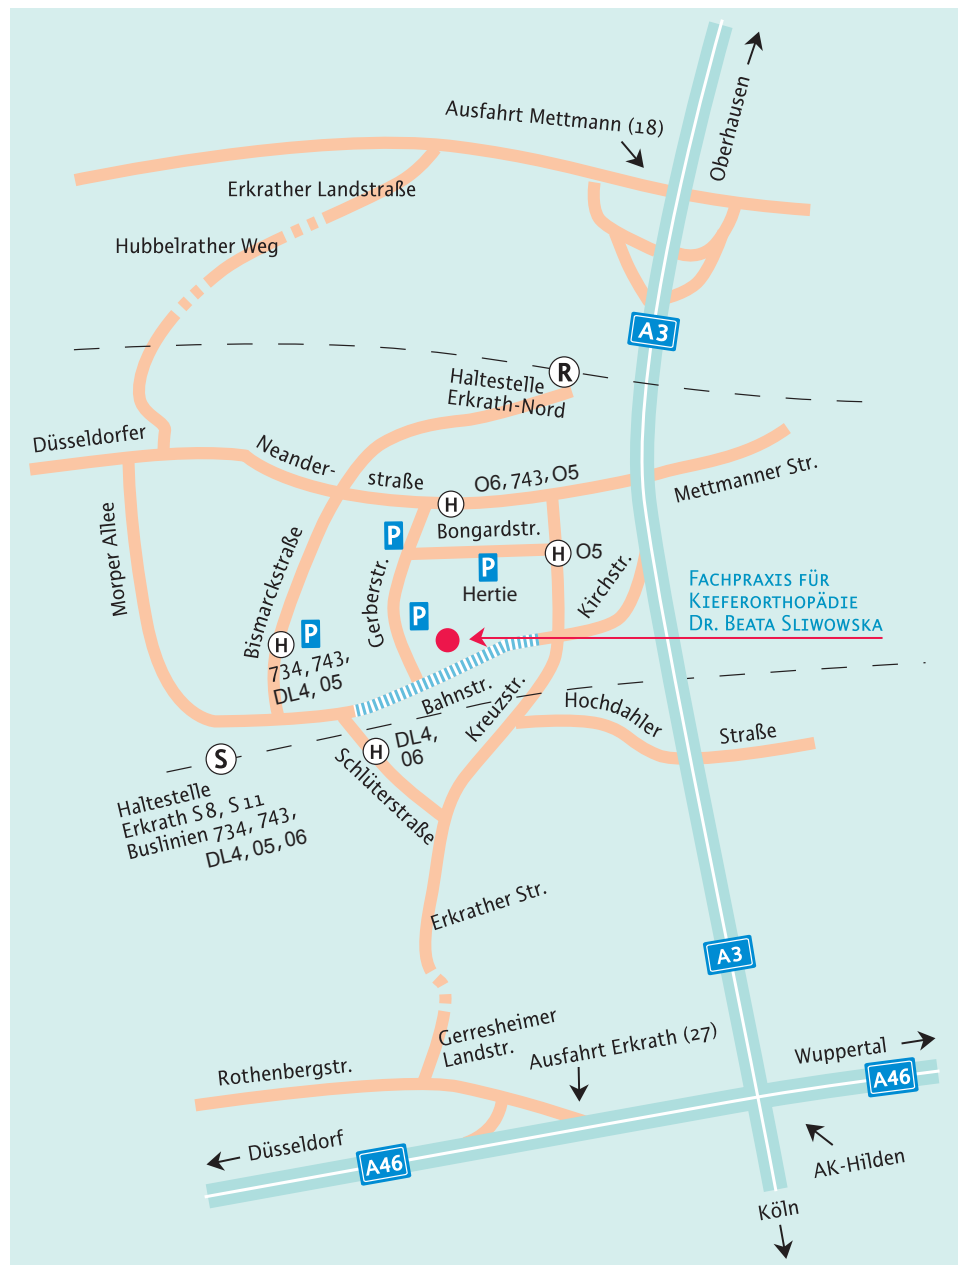 Ausfahrt Mettmann (18)
Oberhausen
Erkrather Landstraße
Hubbelrather Weg
A3
R
Haltestelle
Erkrath-Nord
Düsseldorfer
Neander-
straße
H
O6, 743, O5
Mettmanner Str.
Morper Allee
Bismarckstraße
P
Bongardstr.
H
O5
Gerberstr.
P
Hertie
Kirchstr.
Fachpraxis für
Kieferorthopädie
Dr. Beata Sliwowska
P
H
P
734, 743,
DL4, 05
Bahnstr.
Kreuzstr.
Hochdahler
Straße
S
H
DL4,
06
Schlüterstraße
Haltestelle
Erkrath S 8, S 11
Buslinien 734, 743,
DL4, 05, 06
Erkrather Str.
A3
Gerresheimer
Landstr.
Ausfahrt Erkrath (27)
Rothenbergstr.
Wuppertal
A46
Düsseldorf
A46
AK-Hilden
Köln